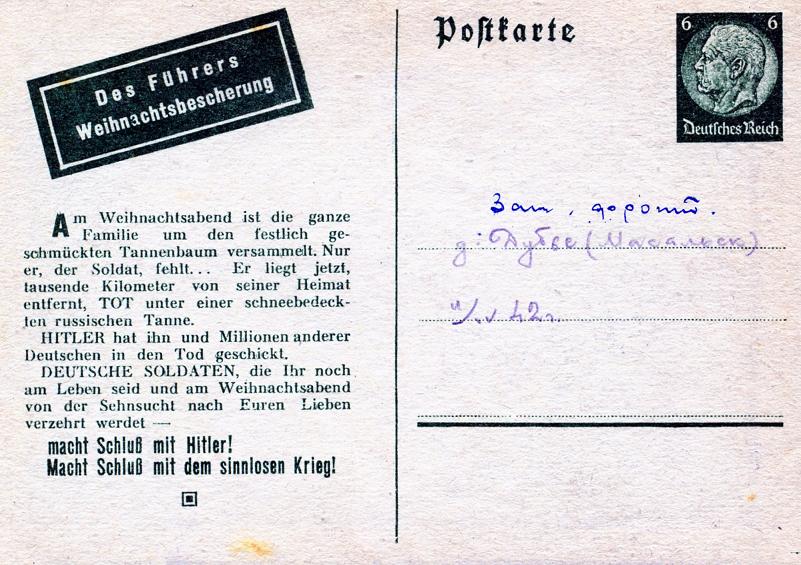 Des Führers
Weihnachtsbescherung
Am Weihnachtsabend ist die ganze
Familie um den festlich ge-
schmückten Tannenbaum versammelt. Nur
er, der Soldat, fehlt... Er liegt jetzt,
tausende Kilometer von seiner Heimat
entfernt, TOT unter einer schneebedeck-
ten russischen Tanne.
HITLER hat ihn und Millionen anderer
Deutschen in den Tod geschickt.
DEUTSCHE SOLDATEN, die Ihr noch
am Leben seid und am Weihnachtsabend
von der Sehnsucht nach Euren Lieben
verzehrt werdet —
macht Schluß mit Hitler!
Macht Schluß mit dem sinnlosen Krieg!
Postkarte
6 6
Deutsches Reich
Зап.
42г.